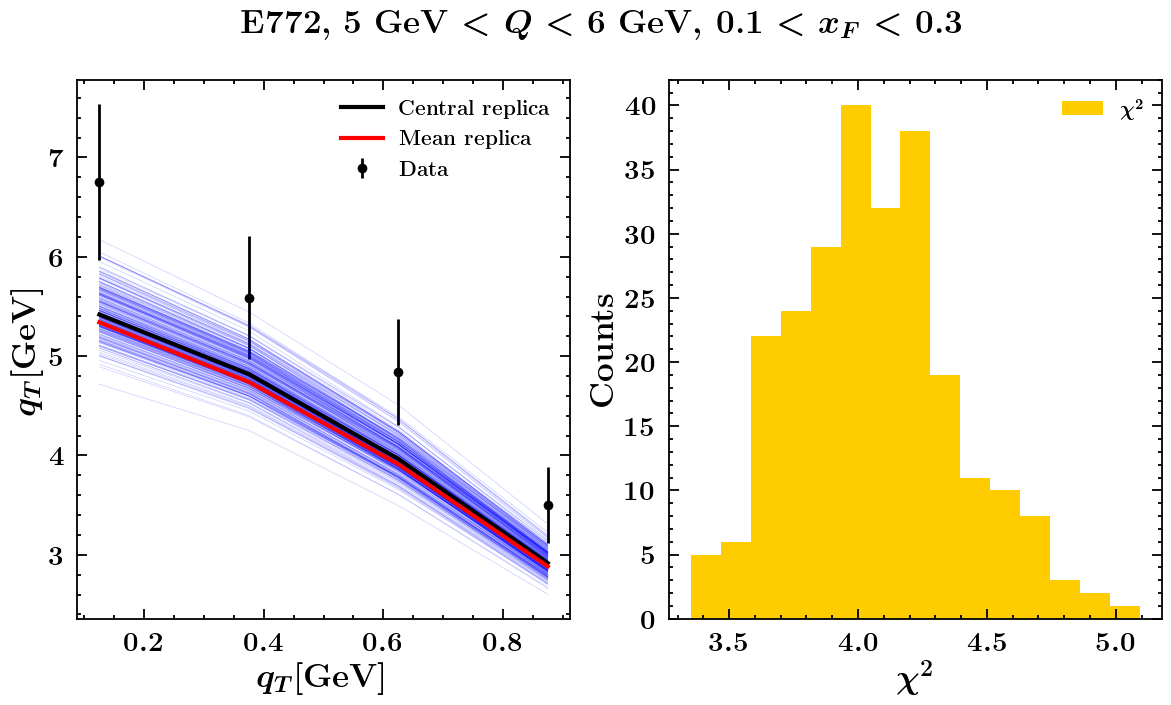 E772, 5 GeV < Q < 6 GeV, 0.1 < x_F < 0.3
Central replica
Mean replica
Data
7
6
5
4
3
q_T[GeV]
0.2 0.4 0.6 0.8
q_T[GeV]
χ²
40
35
30
25
20
15
10
5
0
Counts
3.5 4.0 4.5 5.0
χ²